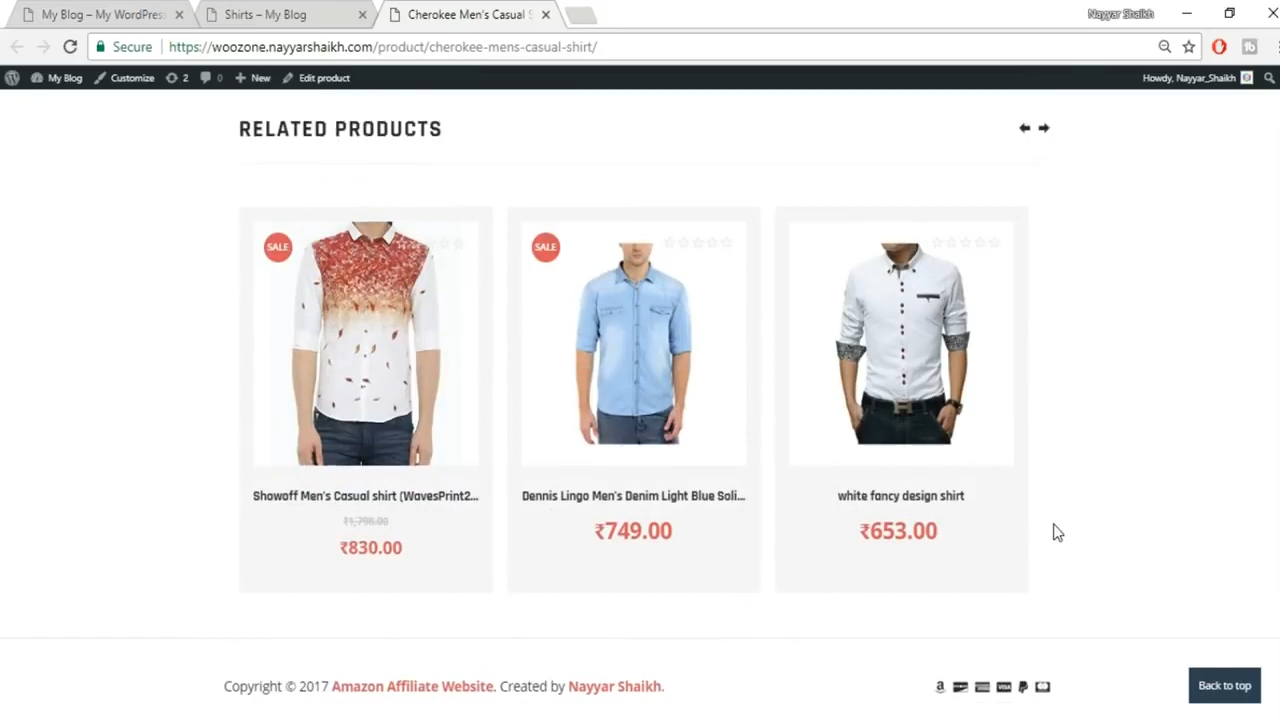 My Blog – My WordPress
Shirts – My Blog
Cherokee Men's Casual S
Nayyar Shaikh
Secure
https://woozone.nayyarshaikh.com/product/cherokee-mens-casual-shirt/
My Blog
Customize
2
0
New
Edit product
Howdy, Nayyar_Shaikh
RELATED PRODUCTS
SALE
SALE
Showoff Men's Casual shirt (WavesPrint2...
Dennis Lingo Men's Denim Light Blue Soli...
white fancy design shirt
₹1,798.00
₹830.00
₹749.00
₹653.00
Copyright © 2017 Amazon Affiliate Website. Created by Nayyar Shaikh.
VISA
Back to top